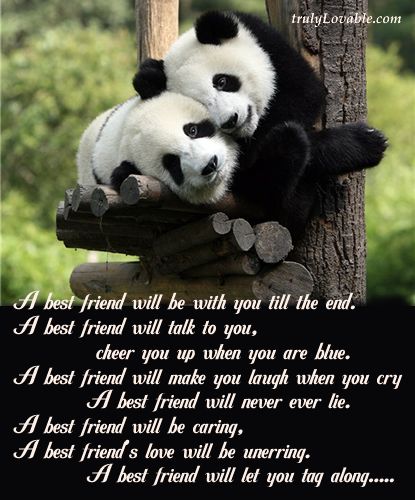 trulyLovable.com
A best friend will be with you till the end.
A best friend will talk to you,
cheer you up when you are blue.
A best friend will make you laugh when you cry
A best friend will never ever lie.
A best friend will be caring,
A best friend's love will be unerring.
A best friend will let you tag along.....